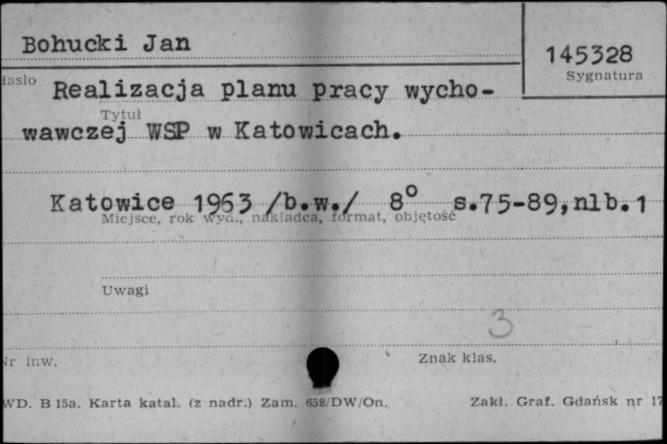 Bohucki Jan
145328
Sygnatura
Hasło
Realizacja planu pracy wycho-
Tytuł
wawczej WSP w Katowicach.
Katowice 1963 /b.w./ 8° s.75-89,nlb.1
Miejsce, rok wyd., nakładca, format, objętość
Uwagi
3
Nr inw.
Znak klas.
WD. B 15a. Karta katal. (z nadr.) Zam. 658/DW/On.
Zakł. Graf. Gdańsk nr 17